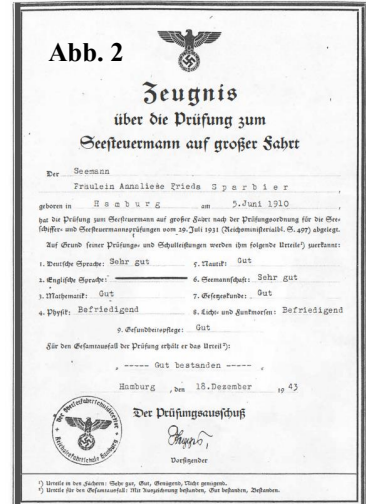 Abb. 2
Zeugnis
über die Prüfung zum
Seesteuermann auf großer Fahrt
Der Seemann
Fräulein Annaliese Frieda Sparbier,
geboren in Hamburg am 5.Juni 1910,
hat die Prüfung zum Seesteuermann auf großer Fahrt nach der Prüfungsordnung für die See-
schiffer- und Seesteuermannsprüfungen vom 29. Juli 1931 (Reichsministerialbl. S. 497) abgelegt.
Auf Grund seiner Prüfungs- und Schulleistungen werden ihm folgende Urteile¹) zuerkannt:
1. Deutsche Sprache: Sehr gut 5. Nautik: Gut
2. Englische Sprache: 6. Seemannschaft: Sehr gut
3. Mathematik: Gut 7. Gesetzeskunde: Gut
4. Physik: Befriedigend 8. Licht- und Funkmorsen: Befriedigend
9. Gesundheitspflege: Gut
Für den Gesamtausfall der Prüfung erhält er das Urteil²):
„ ----- Gut bestanden ----- „
Hamburg, den 18.Dezember 1943
Der Prüfungsausschuß
Vorsitzender
¹) Urteile in den Fächern: Sehr gut, Gut, Genügend, Nicht genügend.
²) Urteile für den Gesamtausfall: Mit Auszeichnung bestanden, Gut bestanden, Bestanden.